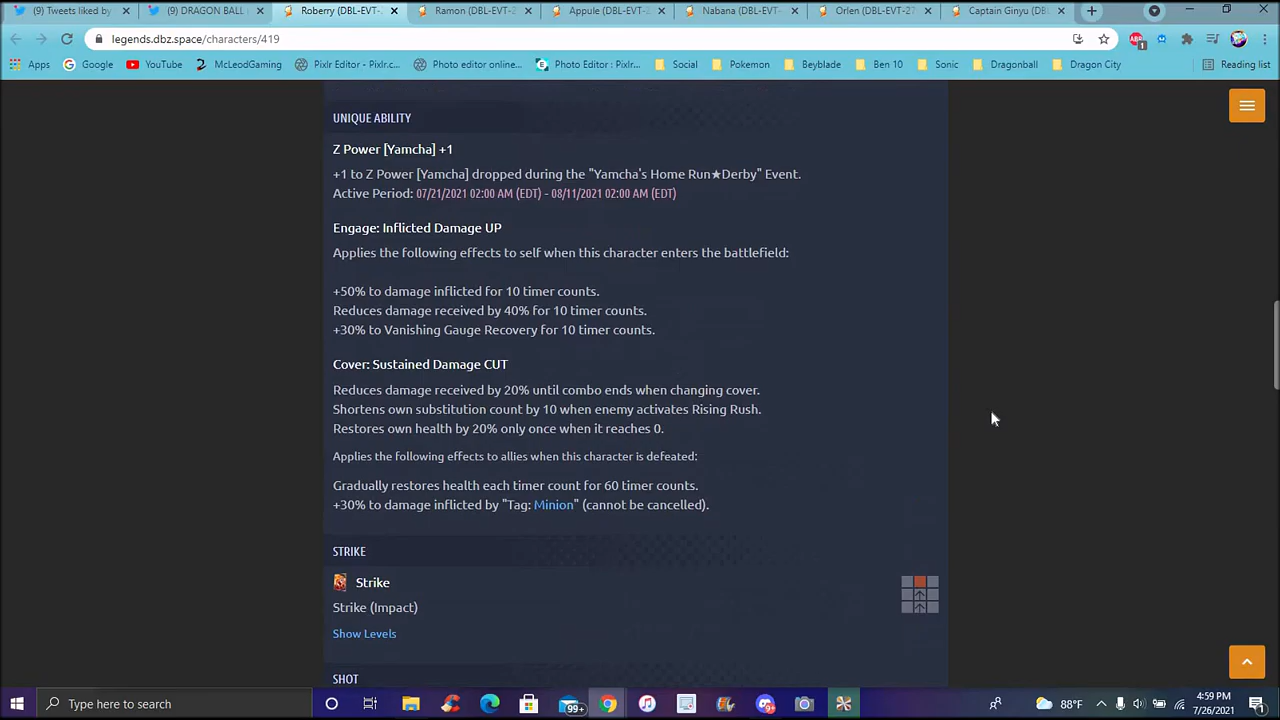 (9) Tweets liked by
(9) DRAGON BALL
Roberry (DBL-EVT-
Ramon (DBL-EVT-2
Appule (DBL-EVT-2
Nabana (DBL-EVT-
Orlen (DBL-EVT-27
Captain Ginyu (DB
legends.dbz.space/characters/419
Apps
Google
YouTube
McLeodGaming
Pixlr Editor - Pixlr.c...
Photo editor online...
Photo Editor : Pixlr...
Social
Pokemon
Beyblade
Ben 10
Sonic
Dragonball
Dragon City
Reading list
UNIQUE ABILITY
Z Power [Yamcha] +1
+1 to Z Power [Yamcha] dropped during the "Yamcha's Home Run★Derby" Event.
Active Period: 07/21/2021 02:00 AM (EDT) - 08/11/2021 02:00 AM (EDT)
Engage: Inflicted Damage UP
Applies the following effects to self when this character enters the battlefield:
+50% to damage inflicted for 10 timer counts.
Reduces damage received by 40% for 10 timer counts.
+30% to Vanishing Gauge Recovery for 10 timer counts.
Cover: Sustained Damage CUT
Reduces damage received by 20% until combo ends when changing cover.
Shortens own substitution count by 10 when enemy activates Rising Rush.
Restores own health by 20% only once when it reaches 0.
Applies the following effects to allies when this character is defeated:
Gradually restores health each timer count for 60 timer counts.
+30% to damage inflicted by "Tag: Minion" (cannot be cancelled).
STRIKE
Strike
Strike (Impact)
Show Levels
SHOT
Type here to search
99+
88°F
4:59 PM
7/26/2021